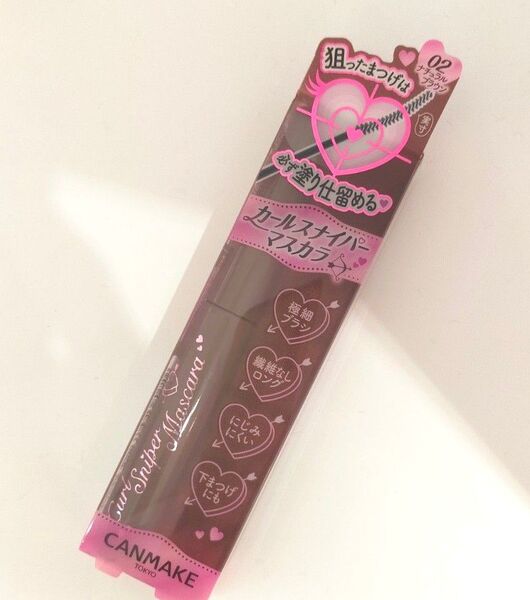 02
ナチュラル
ブラウン
狙ったまつげは
実寸
必ず塗り仕留める
カールスナイパー
マスカラ
極細
ブラシ
繊維なし
ロング
にじみ
にくい
下まつげ
にも
Curl
Sniper Mascara
CANMAKE
TOKYO